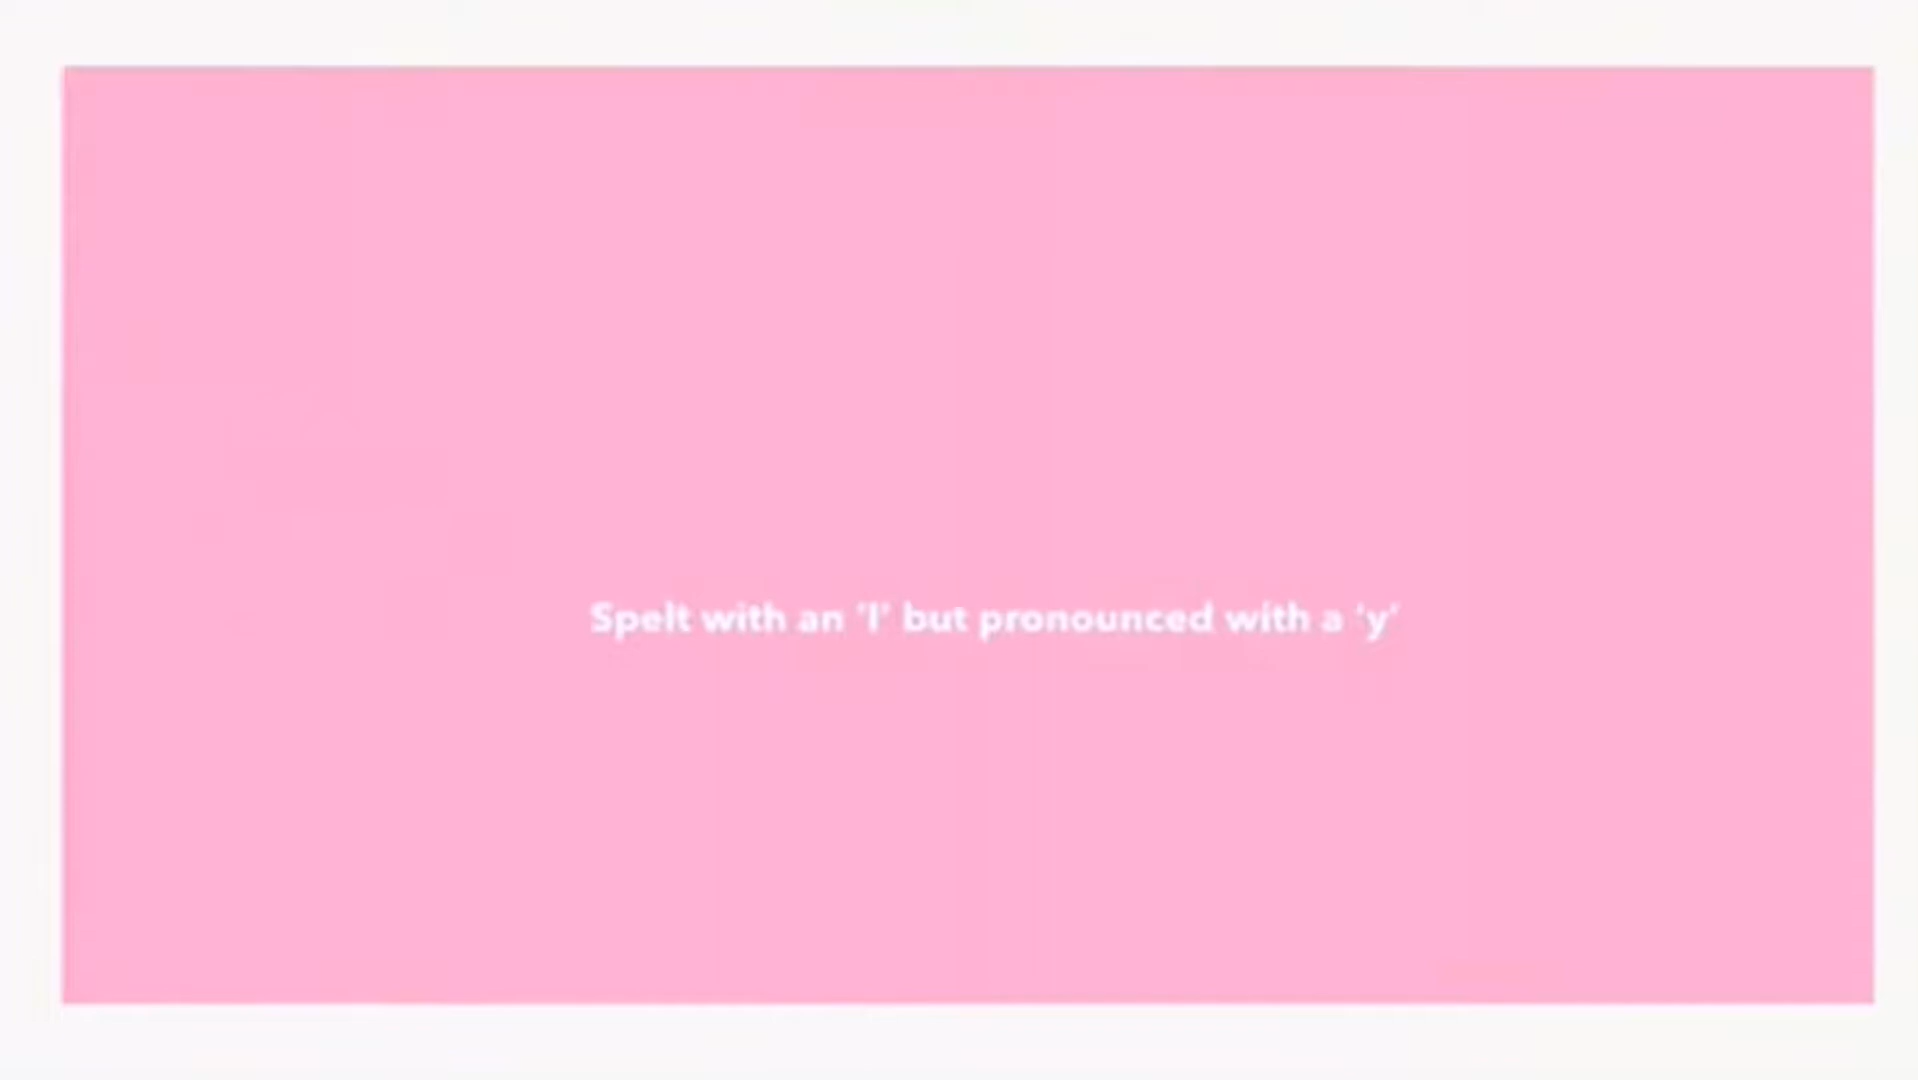 Spelt with an 'l' but pronounced with a ‘y’